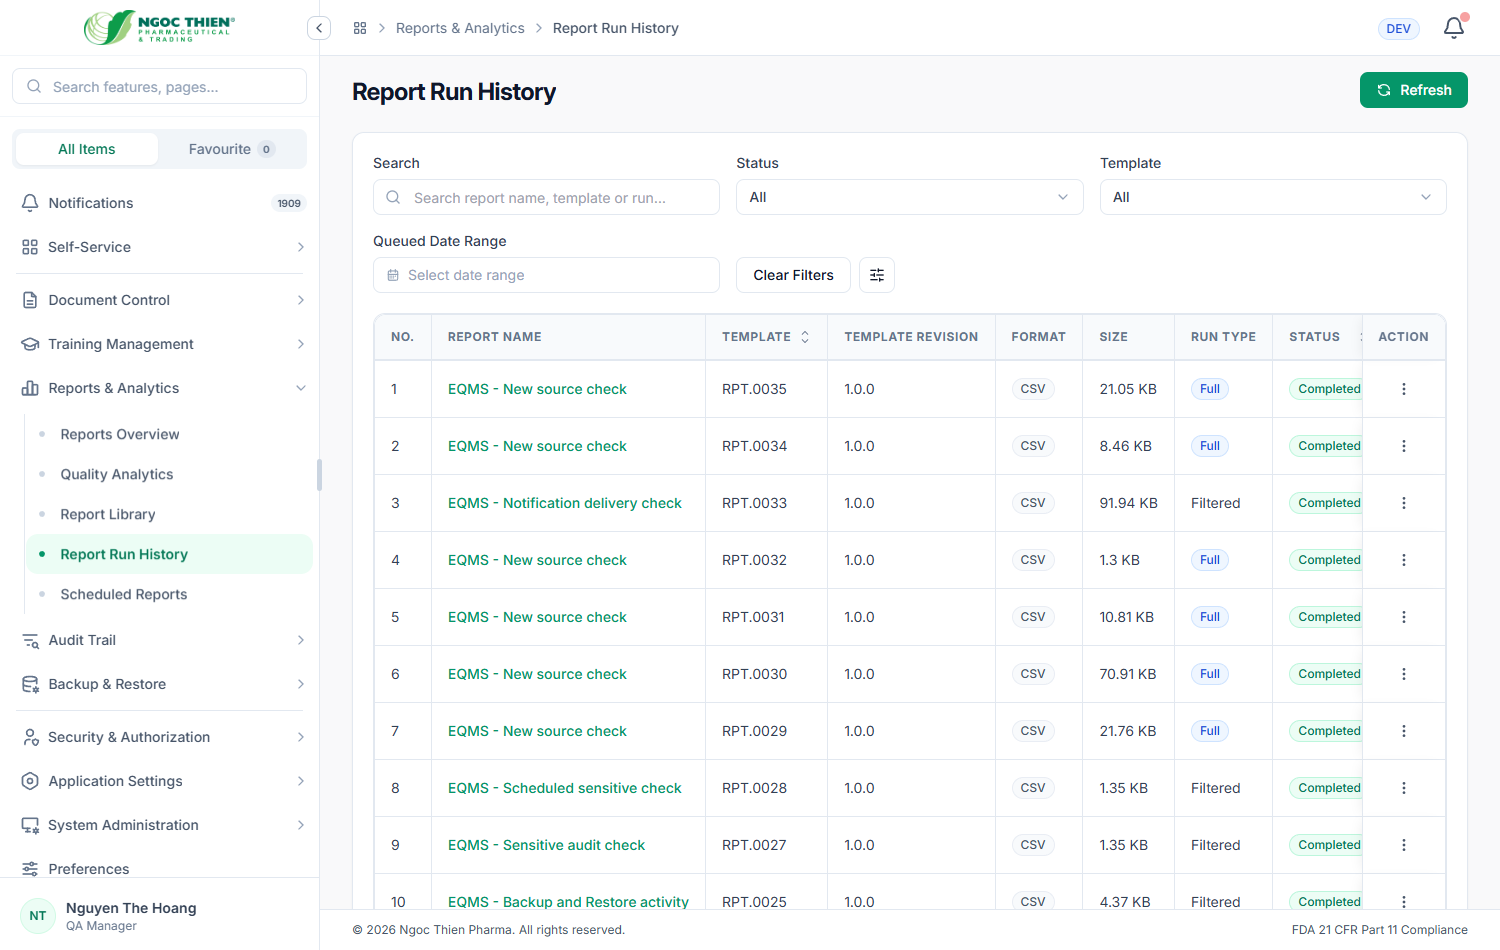 NGOC THIEN®
PHARMACEUTICAL
& TRADING
Search features, pages...
All Items
Favourite 0
Notifications 1909
Self-Service
Document Control
Training Management
Reports & Analytics
Reports Overview
Quality Analytics
Report Library
Report Run History
Scheduled Reports
Audit Trail
Backup & Restore
Security & Authorization
Application Settings
System Administration
Preferences
NT
Nguyen The Hoang
QA Manager
Reports & Analytics
Report Run History
DEV
Report Run History
Refresh
Search
Status
Template
Search report name, template or run...
All
All
Queued Date Range
Select date range
Clear Filters
NO. REPORT NAME TEMPLATE TEMPLATE REVISION FORMAT SIZE RUN TYPE STATUS ACTION
1 EQMS - New source check RPT.0035 1.0.0 CSV 21.05 KB Full Completed
2 EQMS - New source check RPT.0034 1.0.0 CSV 8.46 KB Full Completed
3 EQMS - Notification delivery check RPT.0033 1.0.0 CSV 91.94 KB Filtered Completed
4 EQMS - New source check RPT.0032 1.0.0 CSV 1.3 KB Full Completed
5 EQMS - New source check RPT.0031 1.0.0 CSV 10.81 KB Full Completed
6 EQMS - New source check RPT.0030 1.0.0 CSV 70.91 KB Full Completed
7 EQMS - New source check RPT.0029 1.0.0 CSV 21.76 KB Full Completed
8 EQMS - Scheduled sensitive check RPT.0028 1.0.0 CSV 1.35 KB Filtered Completed
9 EQMS - Sensitive audit check RPT.0027 1.0.0 CSV 1.35 KB Filtered Completed
10 EQMS - Backup and Restore activity RPT.0025 1.0.0 CSV 4.37 KB Filtered Completed
© 2026 Ngoc Thien Pharma. All rights reserved.
FDA 21 CFR Part 11 Compliance